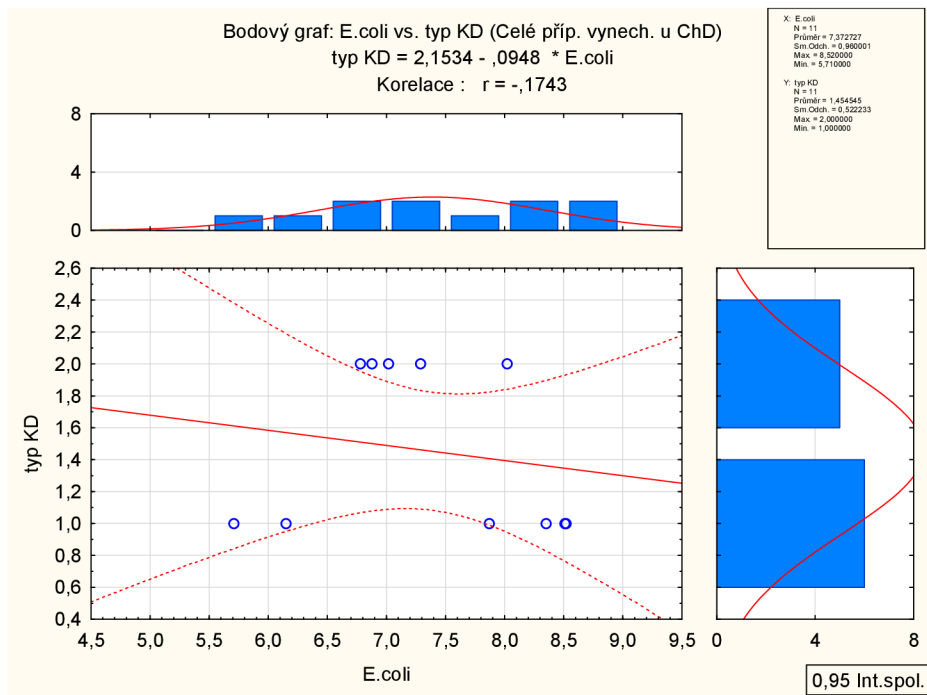 Bodový graf: E.coli vs. typ KD (Celé příp. vynech. u ChD)
typ KD = 2,1534 - ,0948 * E.coli
Korelace : r = -,1743
X: E.coli
N = 11
Průměr = 7,372727
Sm.Odch. = 0,960001
Max. = 8,520000
Min. = 5,710000
Y: typ KD
N = 11
Průměr = 1,454545
Sm.Odch. = 0,522233
Max. = 2,000000
Min. = 1,000000
8
4
0
2,6
2,4
2,2
2,0
1,8
1,6
1,4
1,2
1,0
0,8
0,6
0,4
typ KD
4,5 5,0 5,5 6,0 6,5 7,0 7,5 8,0 8,5 9,0 9,5
E.coli
0 4 8
0,95 Int.spol.